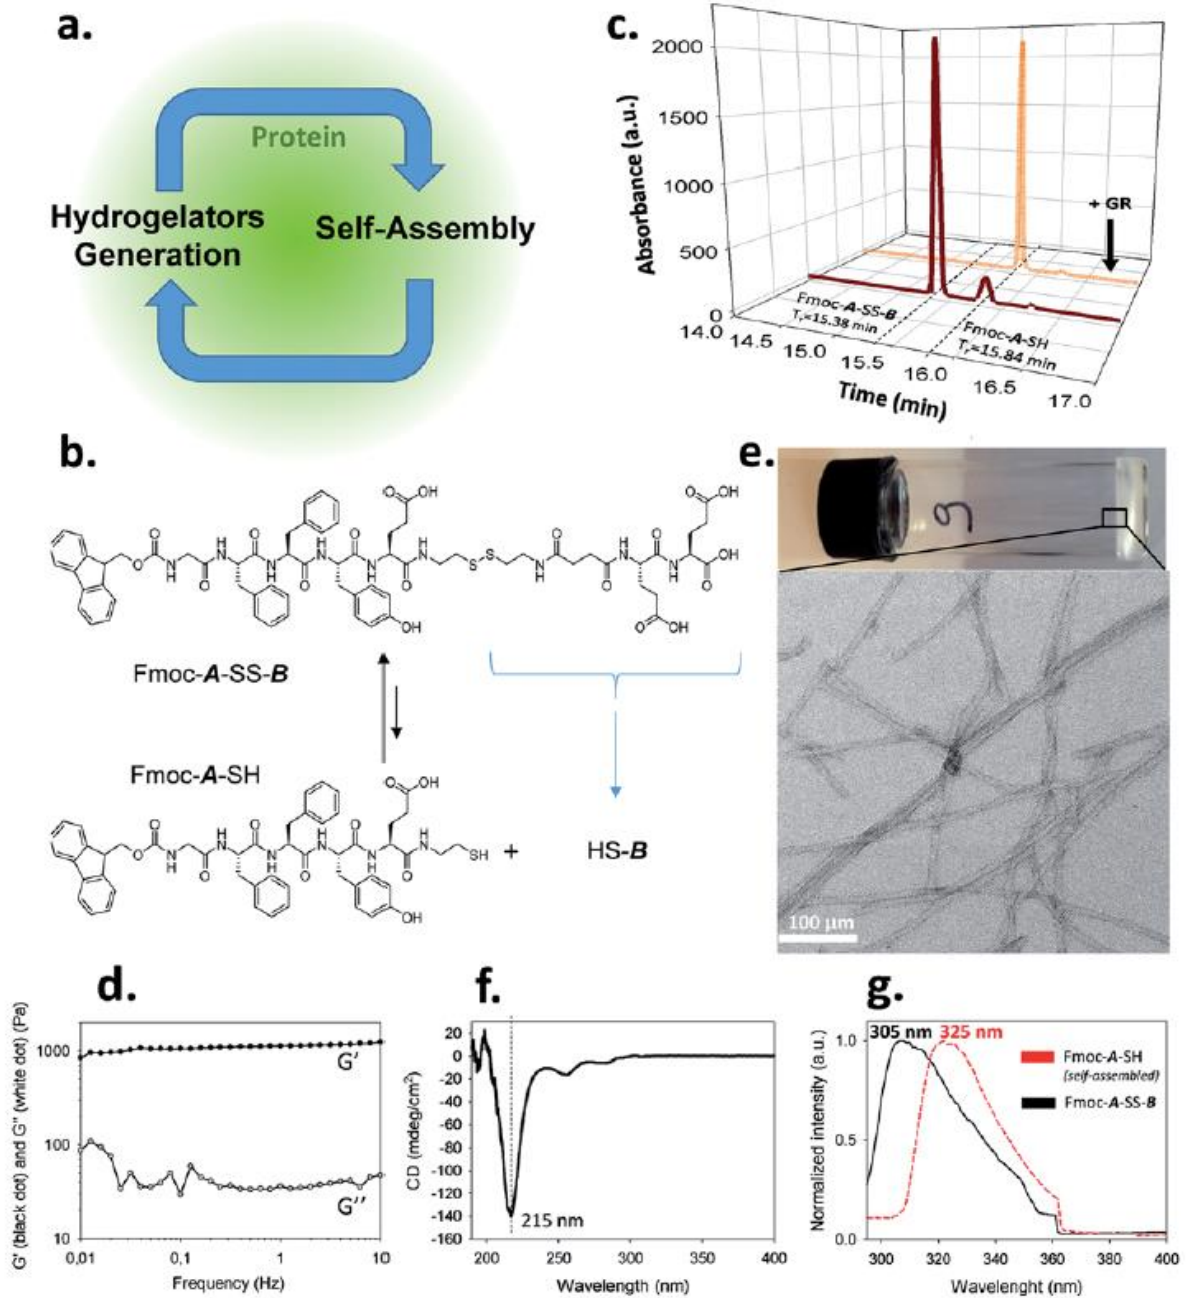 a.
Protein
Hydrogelators
Generation
Self-Assembly
c.
Absorbance (a.u.)
2000
1500
1000
500
0
+ GR
Fmoc-A-SS-B
Tr=15.38 min
Fmoc-A-SH
Tr=15.84 min
14.0
14.5
15.0
15.5
16.0
16.5
17.0
Time (min)
b.
O
OH
O
OH
O
O
N
H
O
H
N
O
N
H
O
H
N
O
N
H
O
H
N
S
S
N
H
O
O
H
N
O
N
H
OH
O
OH
O
OH
Fmoc-A-SS-B
Fmoc-A-SH
O
OH
O
O
N
H
O
H
N
O
N
H
O
H
N
O
N
H
O
H
N
SH
OH
+
HS-B
e.
9
100 µm
d.
G' (black dot) and G'' (white dot) (Pa)
1000
100
10
G'
G''
0,01
0,1
1
10
Frequency (Hz)
f.
CD (mdeg/cm²)
20
0
-20
-40
-60
-80
-100
-120
-140
-160
215 nm
200
250
300
350
400
Wavelength (nm)
g.
Normalized intensity (a.u.)
1.0
0.5
0.0
305 nm
325 nm
Fmoc-A-SH
(self-assembled)
Fmoc-A-SS-B
300
320
340
360
380
400
Wavelenght (nm)